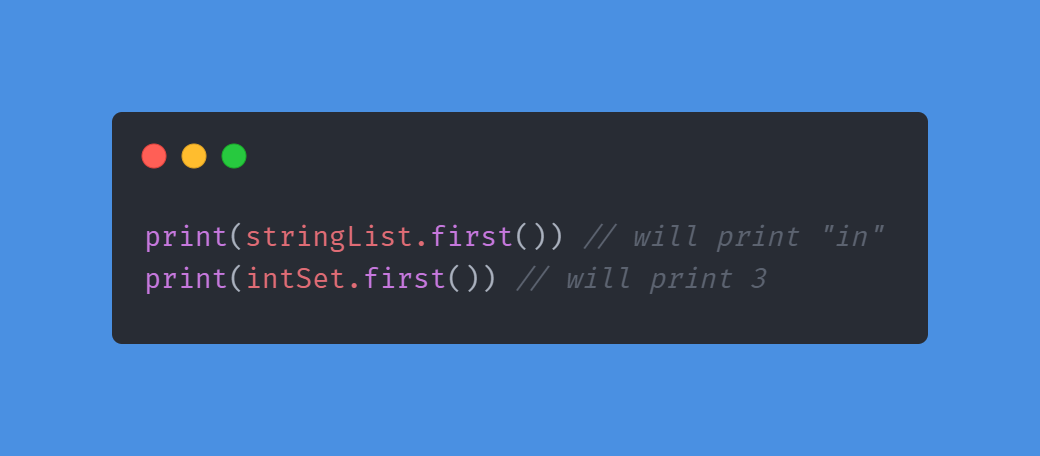 print(stringList.first()) // will print "in"
print(intSet.first()) // will print 3